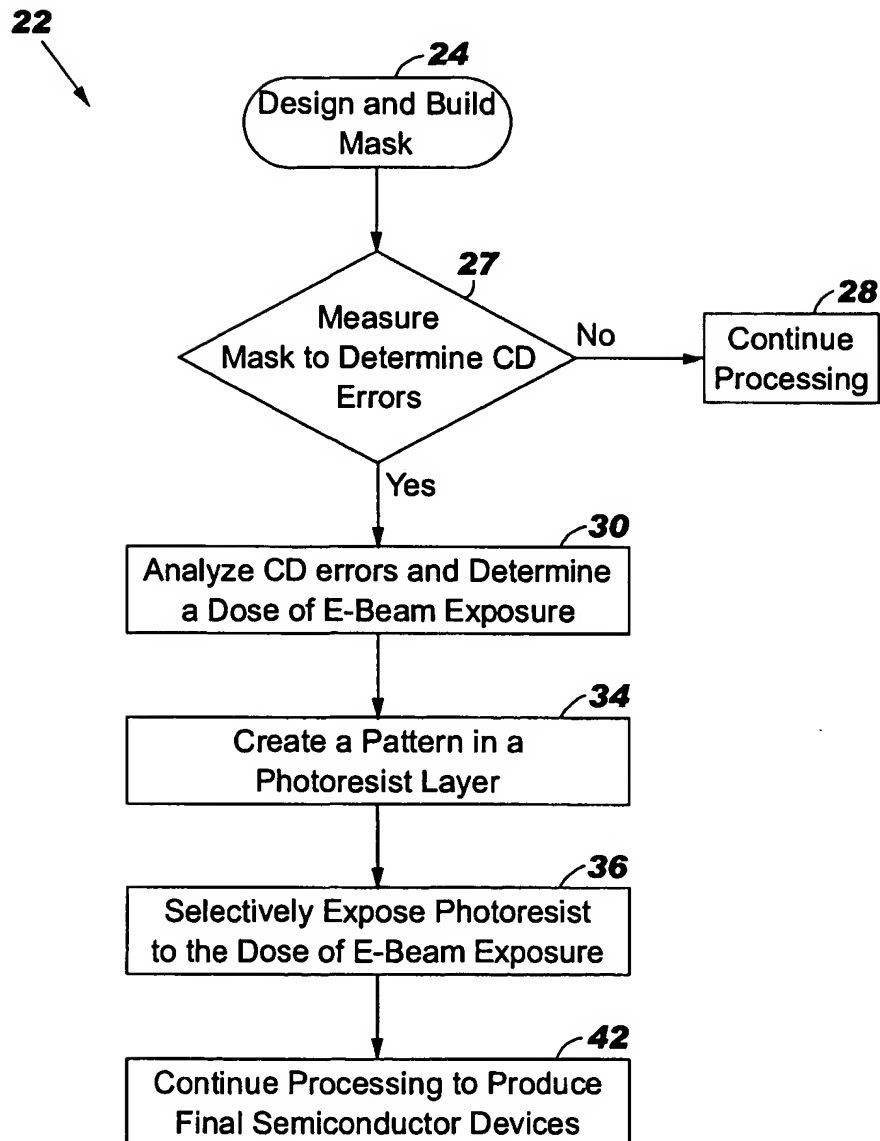 22
24
Design and Build
Mask
27
Measure
Mask to Determine CD
Errors
No
28
Continue
Processing
Yes
30
Analyze CD errors and Determine
a Dose of E-Beam Exposure
34
Create a Pattern in a
Photoresist Layer
36
Selectively Expose Photoresist
to the Dose of E-Beam Exposure
42
Continue Processing to Produce
Final Semiconductor Devices